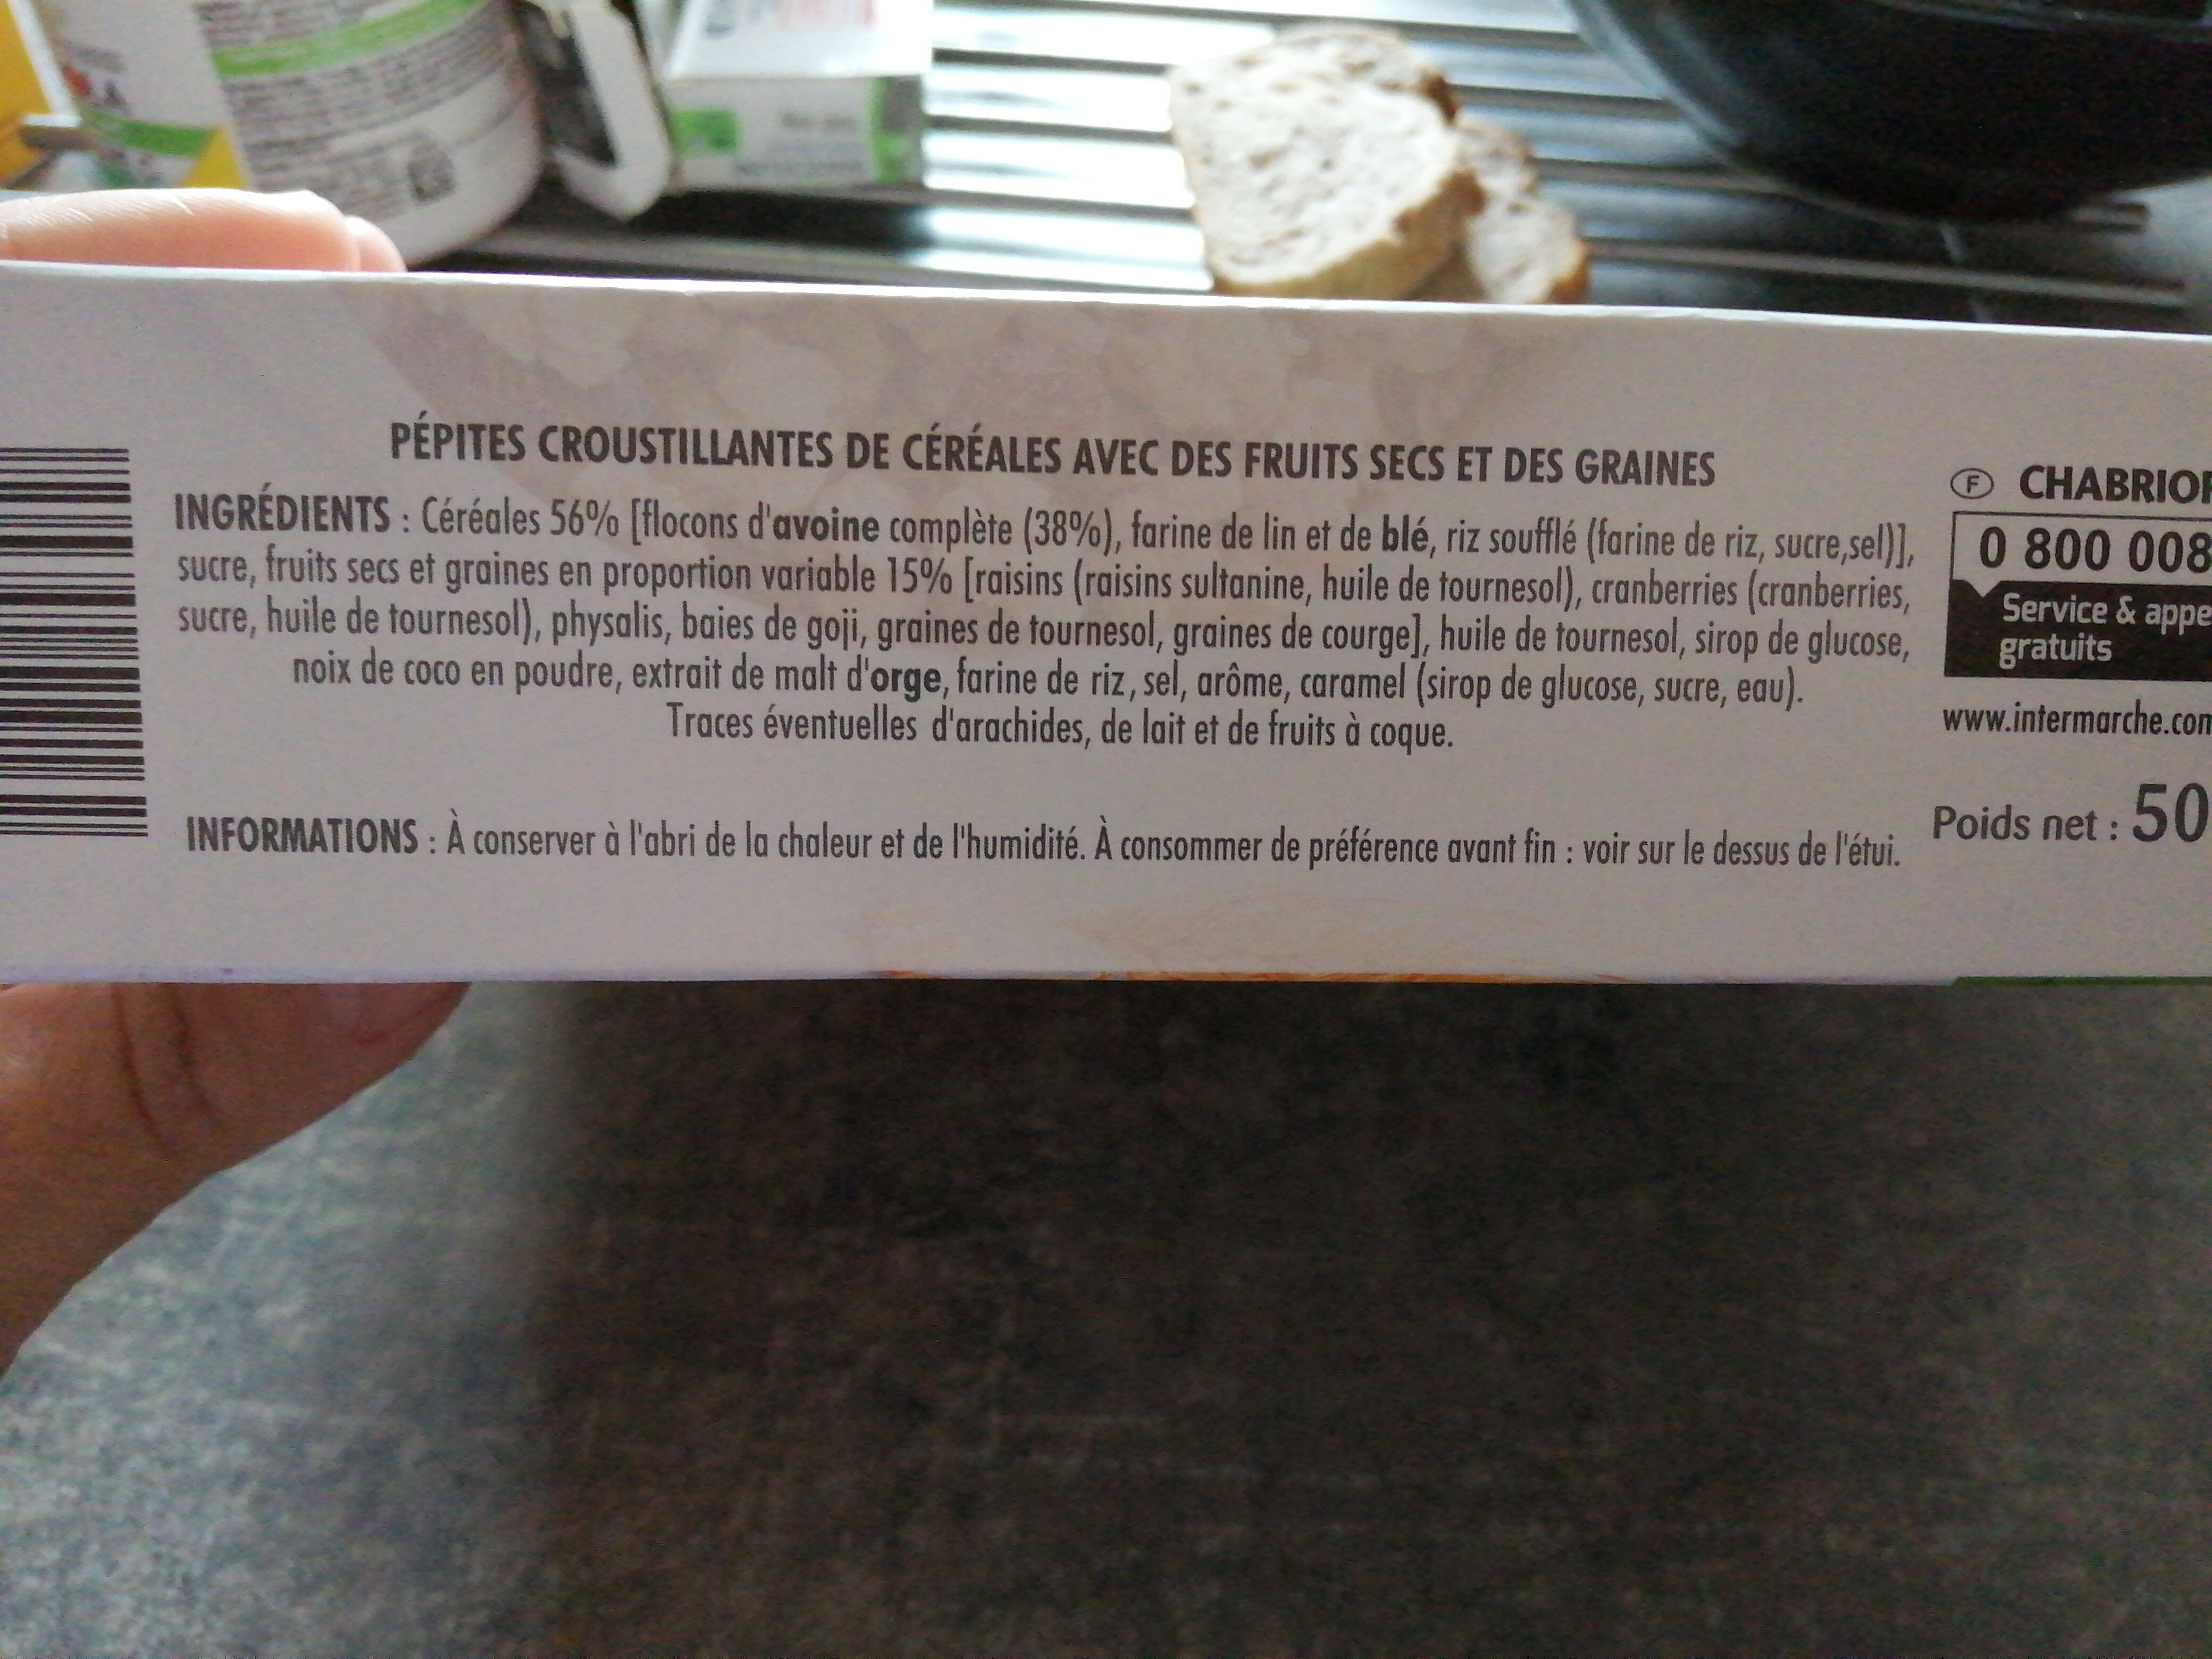 PÉPITES CROUSTILLANTES DE CÉRÉALES AVEC DES FRUITS SECS ET DES GRAINES
INGRÉDIENTS : Céréales 56% [flocons d'avoine complète (38%), farine de lin et de blé, riz soufflé (farine de riz, sucre,sel)],
sucre, fruits secs et graines en proportion variable 15% [raisins (raisins sultanine, huile de tournesol), cranberries (cranberries,
sucre, huile de tournesol), physalis, baies de goji, graines de tournesol, graines de courge], huile de tournesol, sirop de glucose,
noix de coco en poudre, extrait de malt d'orge, farine de riz, sel, arôme, caramel (sirop de glucose, sucre, eau).
Traces éventuelles d'arachides, de lait et de fruits à coque.
INFORMATIONS : À conserver à l'abri de la chaleur et de l'humidité. À consommer de préférence avant fin : voir sur le dessus de l'étui.
Ⓕ CHABRIO
0 800 008
Service & appe
gratuits
www.intermarche.com
Poids net : 50